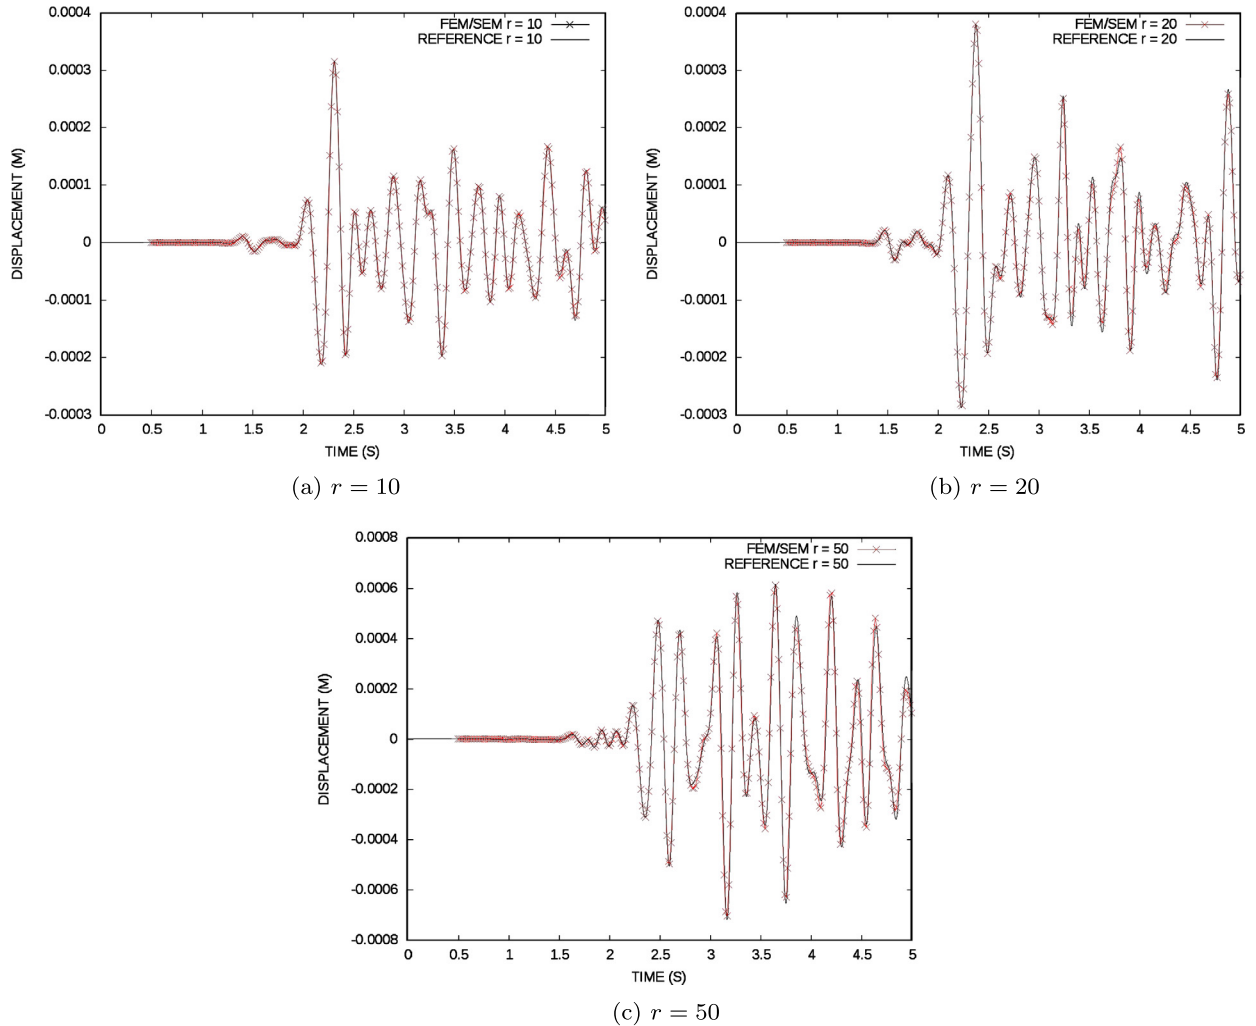 FEM/SEM r = 10
REFERENCE r = 10
0.0004
0.0003
0.0002
0.0001
0
-0.0001
-0.0002
-0.0003
DISPLACEMENT (M)
0 0.5 1 1.5 2 2.5 3 3.5 4 4.5 5
TIME (S)
(a) r = 10
FEM/SEM r = 20
REFERENCE r = 20
0.0004
0.0003
0.0002
0.0001
0
-0.0001
-0.0002
-0.0003
DISPLACEMENT (M)
0 0.5 1 1.5 2 2.5 3 3.5 4 4.5 5
TIME (S)
(b) r = 20
FEM/SEM r = 50
REFERENCE r = 50
0.0008
0.0006
0.0004
0.0002
0
-0.0002
-0.0004
-0.0006
-0.0008
DISPLACEMENT (M)
0 0.5 1 1.5 2 2.5 3 3.5 4 4.5 5
TIME (S)
(c) r = 50